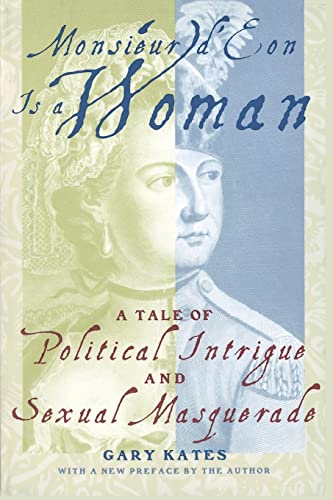 Monsieur d'Eon
Is a Woman
A TALE OF
Political Intrigue
AND
Sexual Masquerade
GARY KATES
WITH A NEW PREFACE BY THE AUTHOR